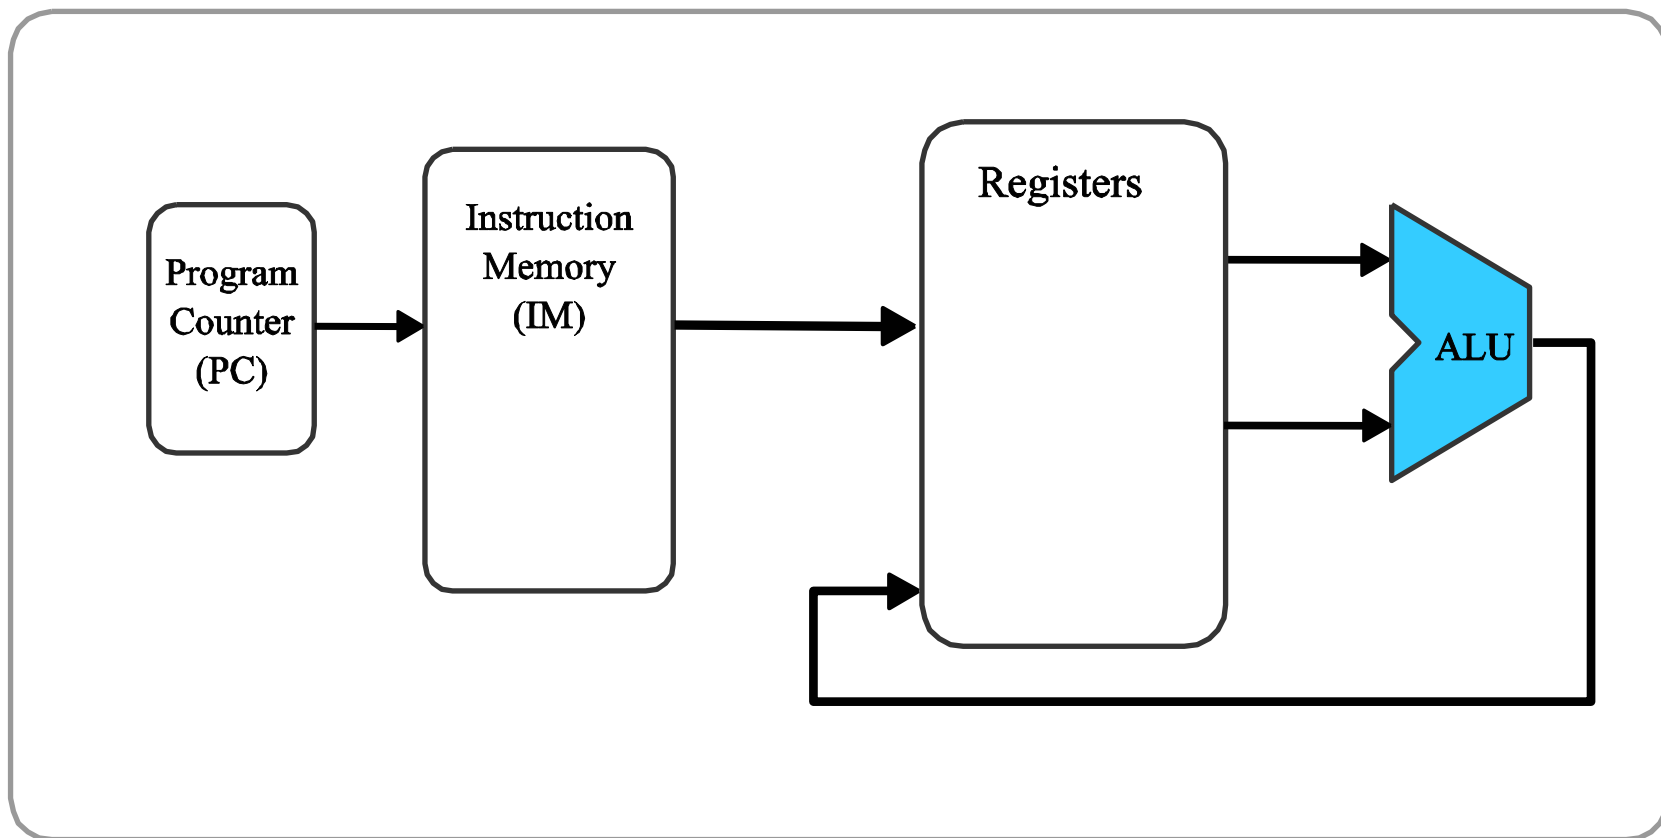 Program
Counter
(PC)
Instruction
Memory
(IM)
Registers
ALU